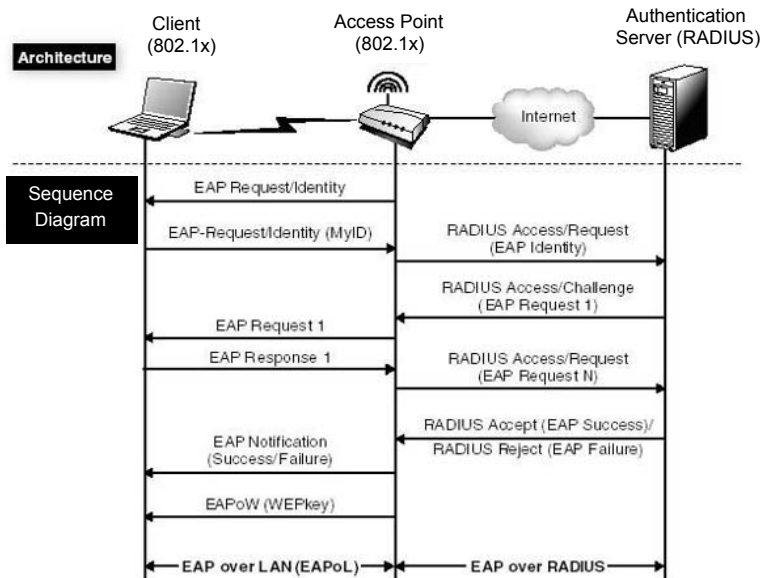 Client
(802.1x)
Access Point
(802.1x)
Authentication
Server (RADIUS)
Architecture
Internet
Sequence
Diagram
EAP Request/Identity
EAP-Request/Identity (MyID)
RADIUS Access/Request
(EAP Identity)
RADIUS Access/Challenge
(EAP Request 1)
EAP Request 1
EAP Response 1
RADIUS Access/Request
(EAP Request N)
RADIUS Accept (EAP Success)/
RADIUS Reject (EAP Failure)
EAP Notification
(Success/Failure)
EAPoW (WEPkey)
EAP over LAN (EAPoL)
EAP over RADIUS